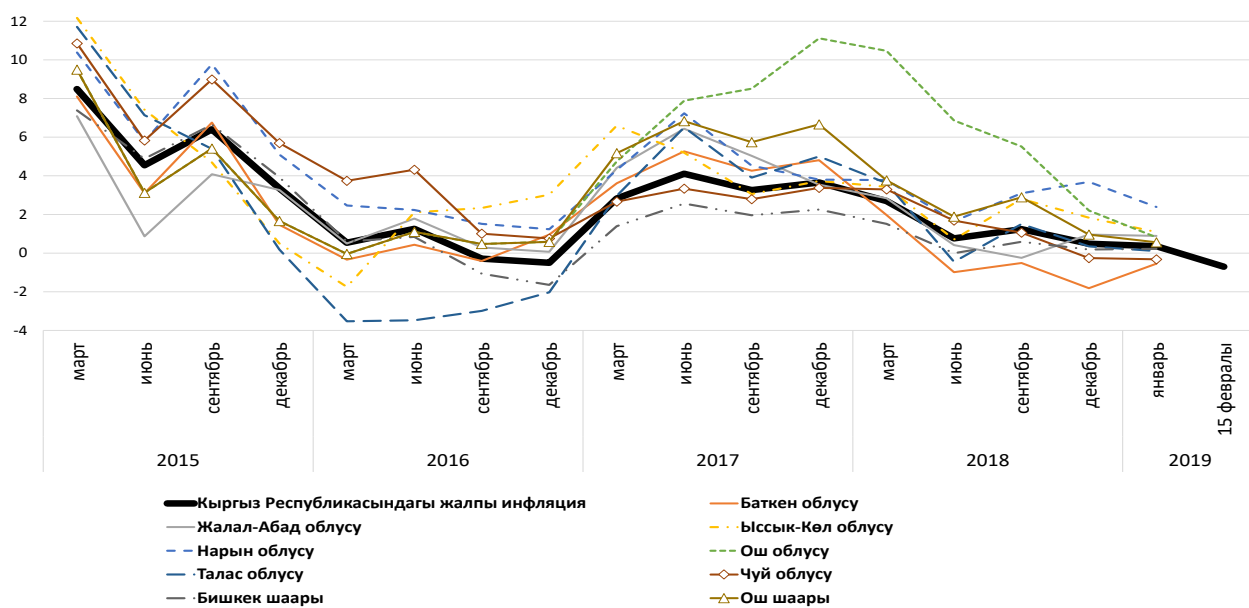 12
10
8
6
4
2
0
-2
-4
март
июнь
сентябрь
декабрь
март
июнь
сентябрь
декабрь
март
июнь
сентябрь
декабрь
март
июнь
сентябрь
декабрь
январь
15 февралы
2015
2016
2017
2018
2019
Кыргыз Республикасындагы жалпы инфляция
Баткен облусу
Жалал-Абад облусу
Ыссык-Көл облусу
Нарын облусу
Ош облусу
Талас облусу
Чуй облусу
Бишкек шаары
Ош шаары